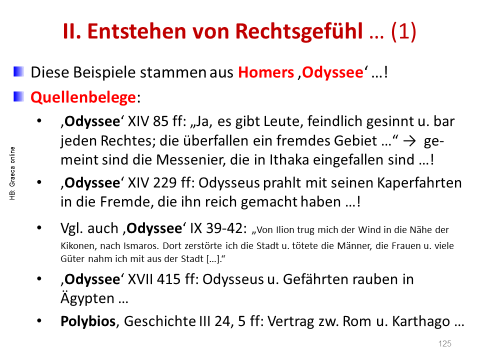 II. Entstehen von Rechtsgefühl … (1)
Diese Beispiele stammen aus Homers ‚Odyssee‘ …!
Quellenbelege:
• ‚Odyssee‘ XIV 85 ff: „Ja, es gibt Leute, feindlich gesinnt u. bar
jeden Rechtes; die überfallen ein fremdes Gebiet …“ → ge-
meint sind die Messenier, die in Ithaka eingefallen sind …!
• ‚Odyssee‘ XIV 229 ff: Odysseus prahlt mit seinen Kaperfahrten
in die Fremde, die ihn reich gemacht haben …!
• Vgl. auch ‚Odyssee‘ IX 39-42: „Von Ilion trug mich der Wind in die Nähe der
Kikonen, nach Ismaros. Dort zerstörte ich die Stadt u. tötete die Männer, die Frauen u. viele
Güter nahm ich mit aus der Stadt […].“
• ‚Odyssee‘ XVII 415 ff: Odysseus u. Gefährten rauben in
Ägypten …
• Polybios, Geschichte III 24, 5 ff: Vertrag zw. Rom u. Karthago …
HB: Graeca online
125